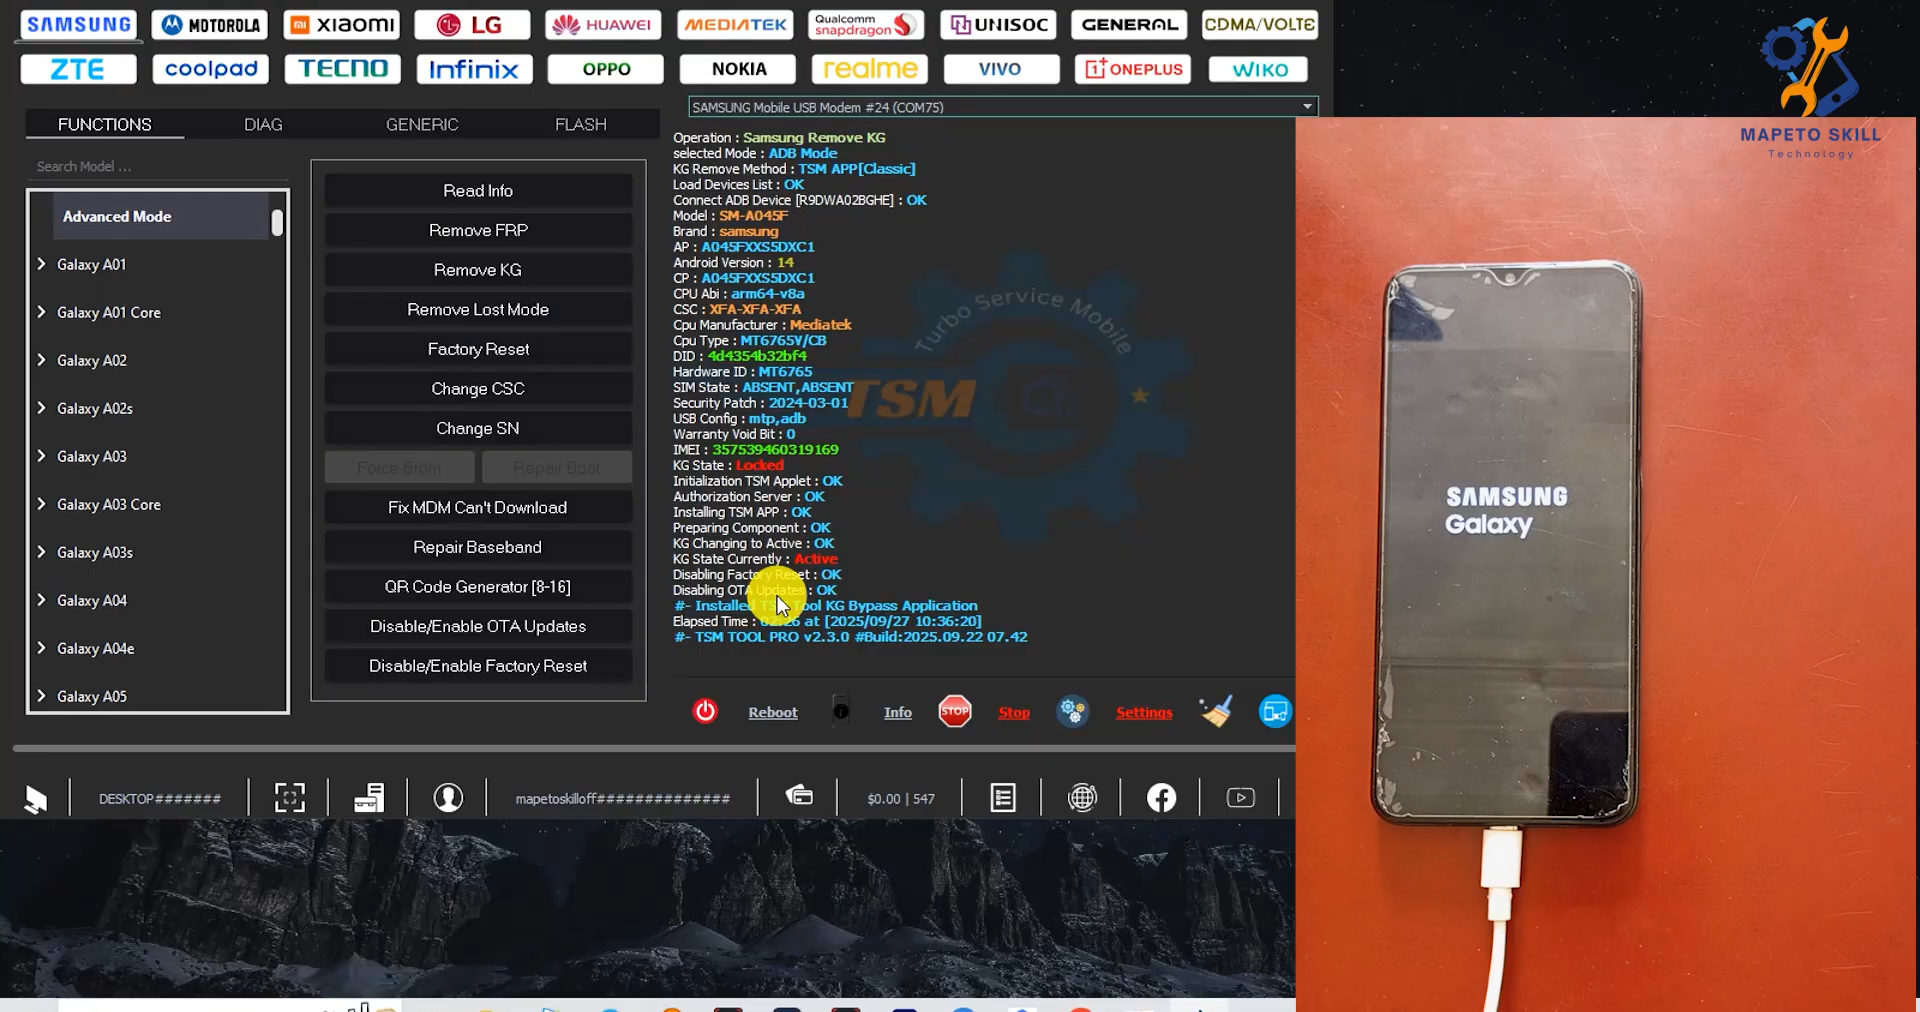 SAMSUNG
MOTOROLA
xiaomi
LG
HUAWEI
MEDIATEK
Qualcomm
snapdragon
UNISOC
GENERAL
CDMA/VOLTE
ZTE
coolpad
TECNO
Infinix
OPPO
NOKIA
realme
VIVO
ONEPLUS
WIKO
MAPETO SKILL
Technology
FUNCTIONS
DIAG
GENERIC
FLASH
Search Model ...
Advanced Mode
Galaxy A01
Galaxy A01 Core
Galaxy A02
Galaxy A02s
Galaxy A03
Galaxy A03 Core
Galaxy A03s
Galaxy A04
Galaxy A04e
Galaxy A05
Read Info
Remove FRP
Remove KG
Remove Lost Mode
Factory Reset
Change CSC
Change SN
Force Brom
Repair Boot
Fix MDM Can't Download
Repair Baseband
QR Code Generator [8-16]
Disable/Enable OTA Updates
Disable/Enable Factory Reset
SAMSUNG Mobile USB Modem #24 (COM75)
Operation : Samsung Remove KG
selected Mode : ADB Mode
KG Remove Method : TSM APP[Classic]
Load Devices List : OK
Connect ADB Device [R9DWA02BGHE] : OK
Model : SM-A045F
Brand : samsung
AP : A045FXXS5DXC1
Android Version : 14
CP : A045FXXS5DXC1
CPU Abi : arm64-v8a
CSC : XFA-XFA-XFA
Cpu Manufacturer : Mediatek
Cpu Type : MT6765V/CB
DID : 4d4354b32bf4
Hardware ID : MT6765
SIM State : ABSENT,ABSENT
Security Patch : 2024-03-01
USB Config : mtp,adb
Warranty Void Bit : 0
IMEI : 357539460319169
KG State : Locked
Initialization TSM Applet : OK
Authorization Server : OK
Installing TSM APP : OK
Preparing Component : OK
KG Changing to Active : OK
KG State Currently : Active
Disabling Factory Reset : OK
Disabling OTA Updates : OK
#- Installed TSM Tool KG Bypass Application
Elapsed Time : 02:26 at [2025/09/27 10:36:20]
#- TSM TOOL PRO v2.3.0 #Build:2025.09.22 07.42
Turbo Service Mobile
TSM
Reboot
Info
STOP
Stop
Settings
DESKTOP#######
mapetoskilloff##############
$0.00 | 547
SAMSUNG
Galaxy